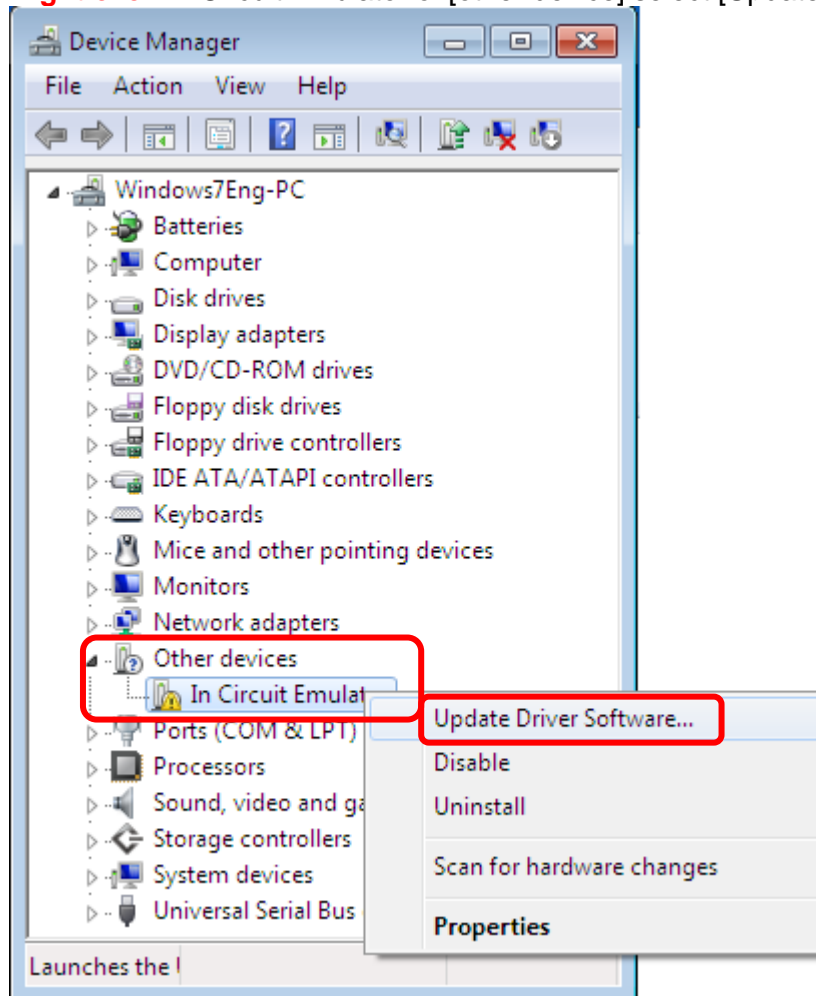 Device Manager
File Action View Help
Windows7Eng-PC
Batteries
Computer
Disk drives
Display adapters
DVD/CD-ROM drives
Floppy disk drives
Floppy drive controllers
IDE ATA/ATAPI controllers
Keyboards
Mice and other pointing devices
Monitors
Network adapters
Other devices
In Circuit Emulat
Ports (COM & LPT)
Processors
Sound, video and ga
Storage controllers
System devices
Universal Serial Bus
Update Driver Software...
Disable
Uninstall
Scan for hardware changes
Properties
Launches the